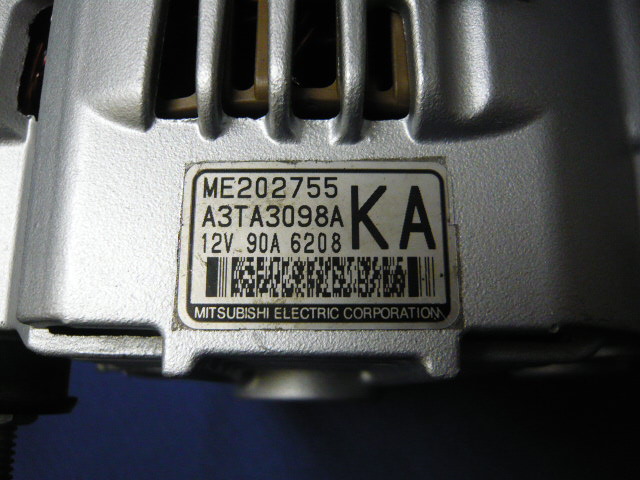 ME202755
A3TA3098A KA
12V 90A 6208
MITSUBISHI ELECTRIC CORPORATION